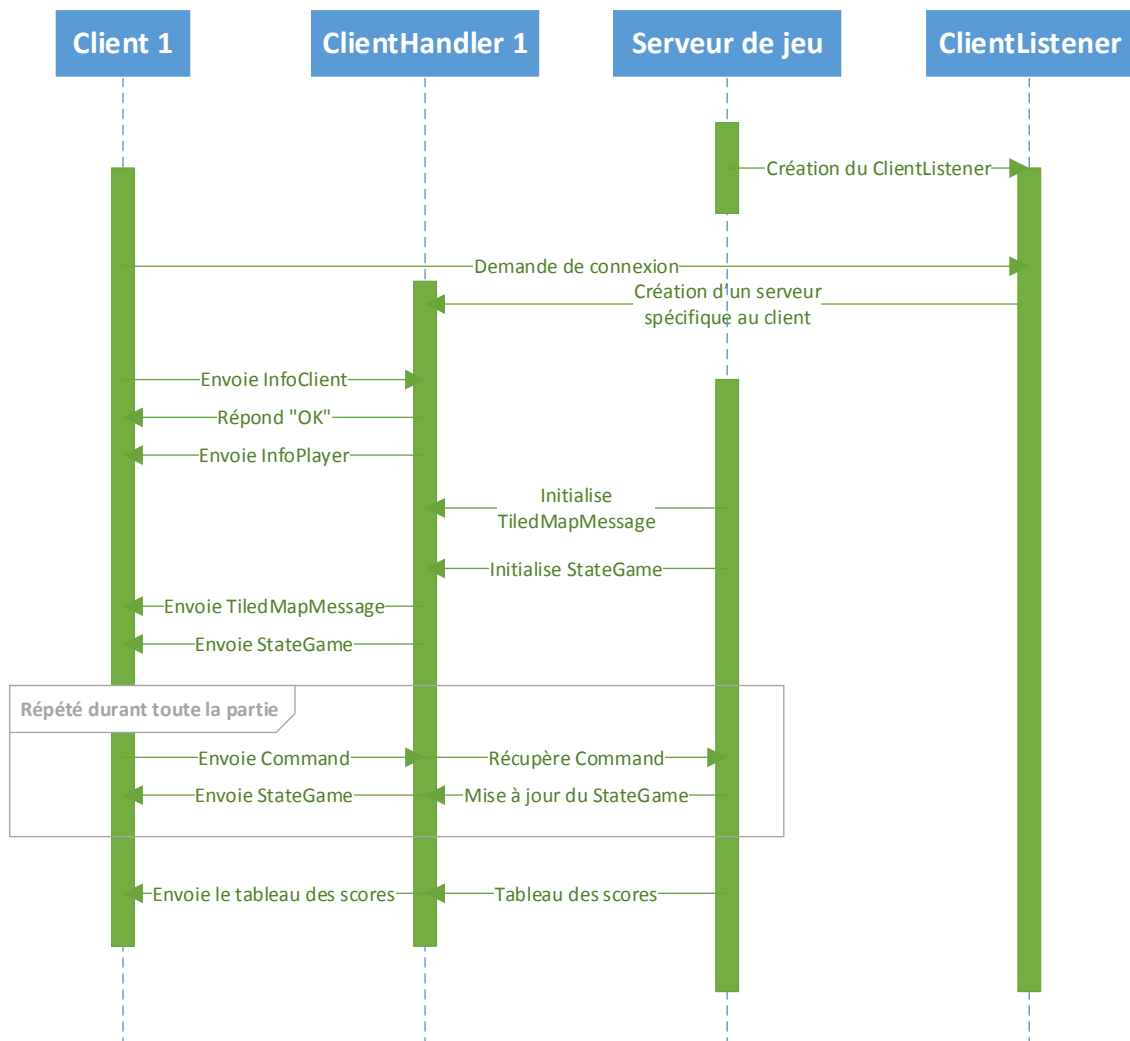 Client 1
ClientHandler 1
Serveur de jeu
ClientListener
Création du ClientListener
Demande de connexion
Création d'un serveur
spécifique au client
Envoie InfoClient
Répond "OK"
Envoie InfoPlayer
Initialise
TiledMapMessage
Initialise StateGame
Envoie TiledMapMessage
Envoie StateGame
Répété durant toute la partie
Envoie Command
Récupère Command
Envoie StateGame
Mise à jour du StateGame
Envoie le tableau des scores
Tableau des scores